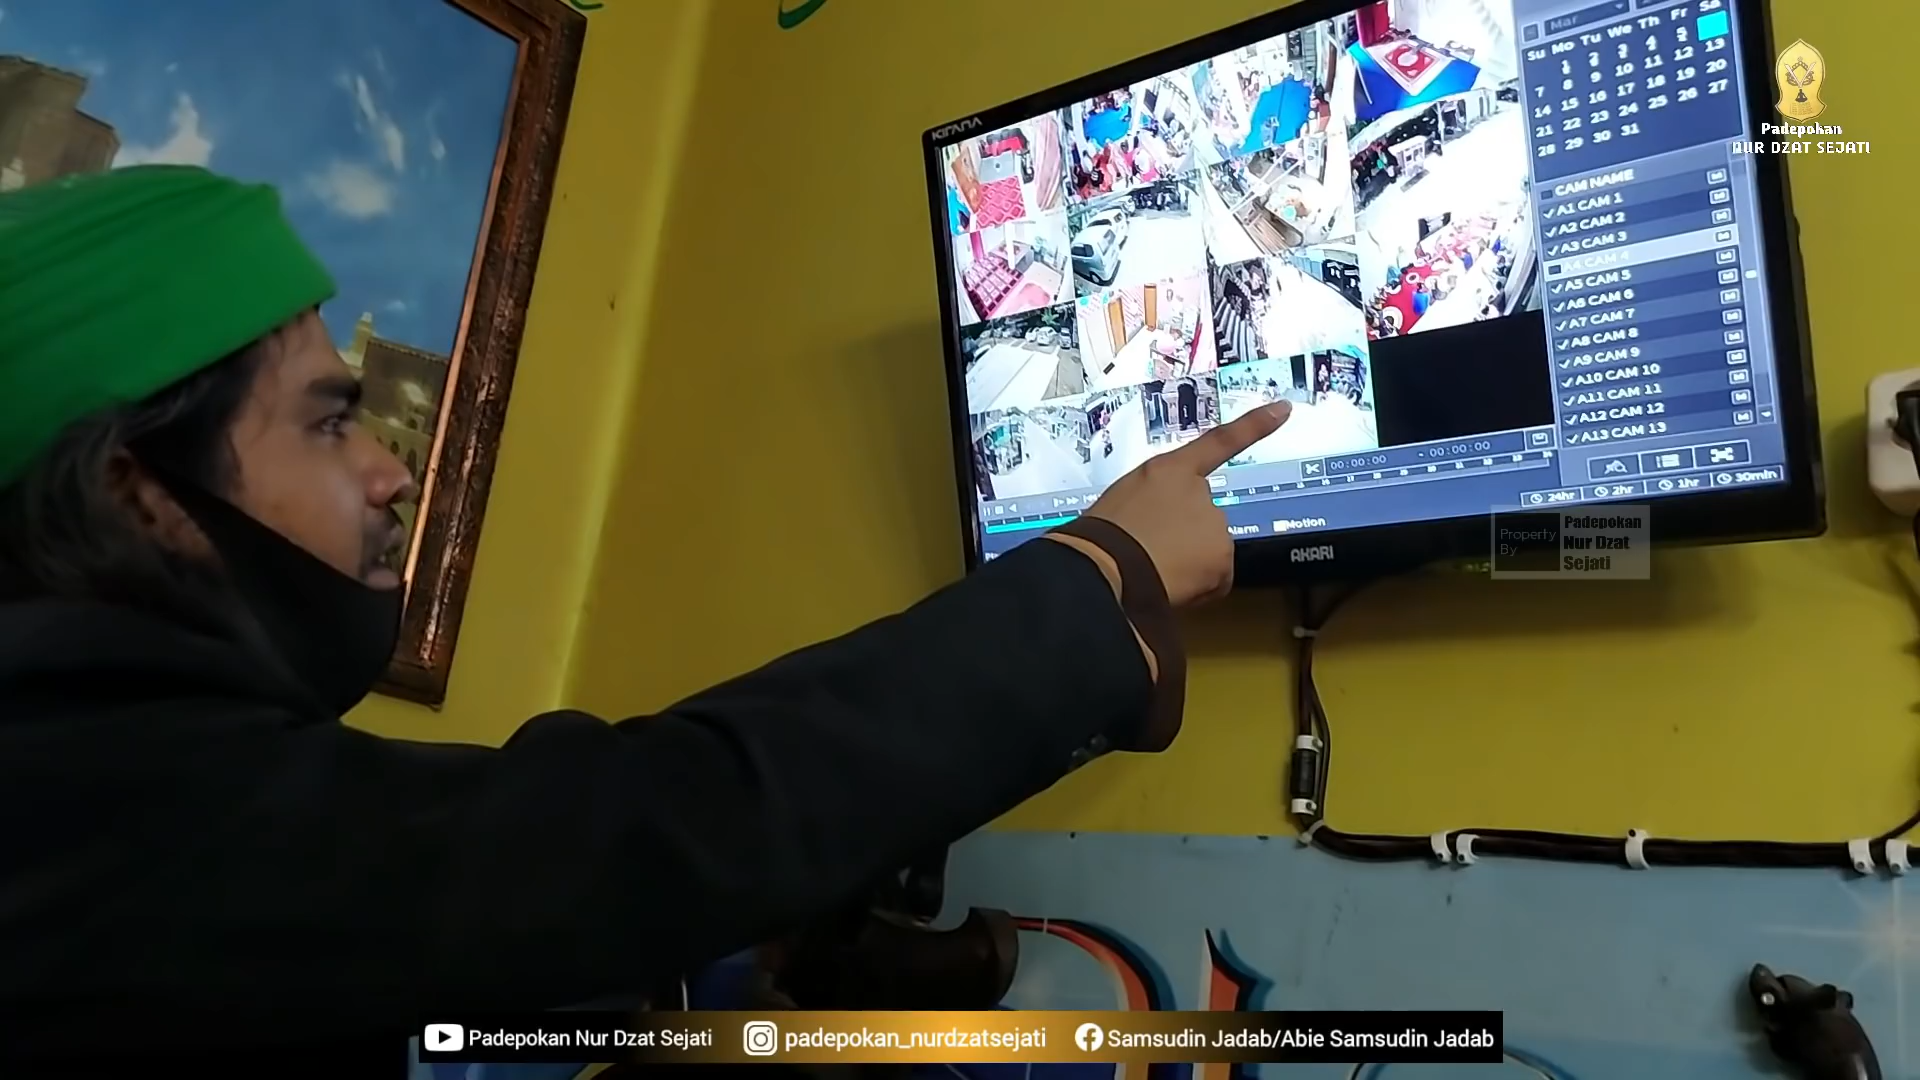 KIRANA
Mar
Su Mo Tu We Th Fr Sa
1 2 3 4 5
7 8 9 10 11 12 13
14 15 16 17 18 19 20
21 22 23 24 25 26 27
28 29 30 31
CAM NAME
A1 CAM 1
A2 CAM 2
A3 CAM 3
A4 CAM 4
A5 CAM 5
A6 CAM 6
A7 CAM 7
A8 CAM 8
A9 CAM 9
A10 CAM 10
A11 CAM 11
A12 CAM 12
A13 CAM 13
00:00:00 - 00:00:00
24hr 2hr 1hr 30min
Alarm Motion
AKARI
Padepokan
NUR DZAT SEJATI
Property By
Padepokan
Nur Dzat
Sejati
Padepokan Nur Dzat Sejati padepokan_nurdzatsejati Samsudin Jadab/Abie Samsudin Jadab